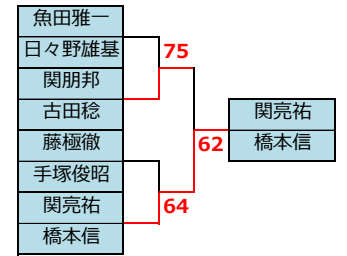 魚田雅一
日々野雄基
75
関朋邦
古田稔
関亮祐
藤極徹
62
橋本信
手塚俊昭
関亮祐
64
橋本信